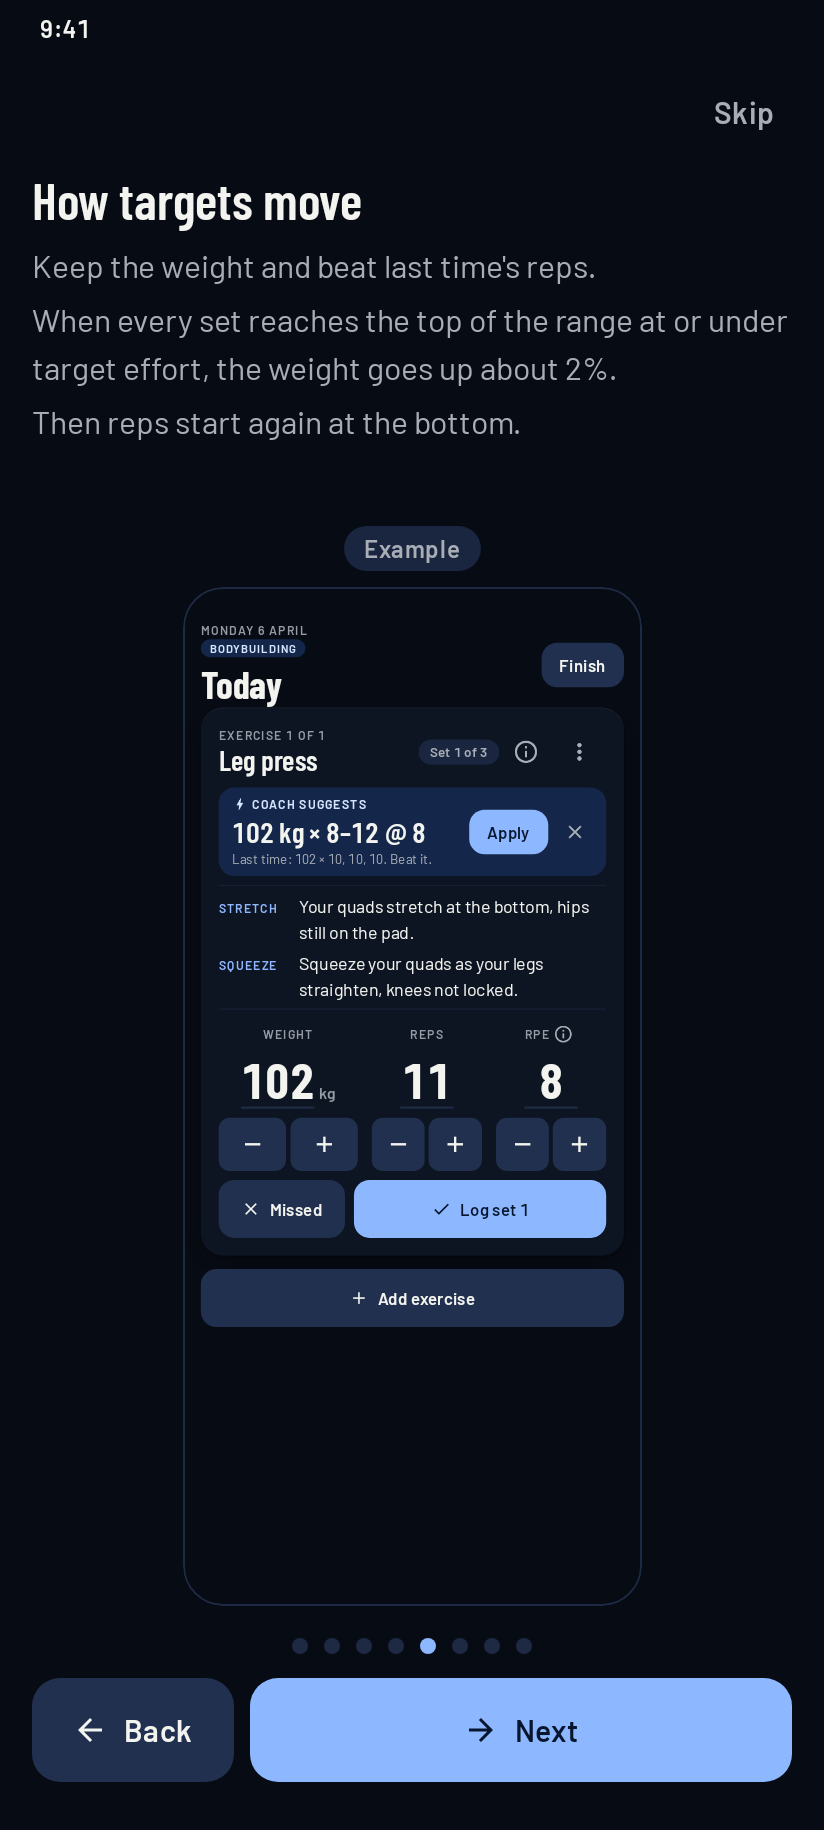 9:41
Skip
How targets move
Keep the weight and beat last time's reps.
When every set reaches the top of the range at or under
target effort, the weight goes up about 2%.
Then reps start again at the bottom.
Example
MONDAY 6 APRIL
BODYBUILDING
Today
Finish
EXERCISE 1 OF 1
Leg press
Set 1 of 3
COACH SUGGESTS
102 kg × 8–12 @ 8
Last time: 102 × 10, 10, 10. Beat it.
Apply
STRETCH Your quads stretch at the bottom, hips
still on the pad.
SQUEEZE Squeeze your quads as your legs
straighten, knees not locked.
WEIGHT REPS RPE
102 kg 11 8
− + − + − +
Missed Log set 1
+ Add exercise
Back Next